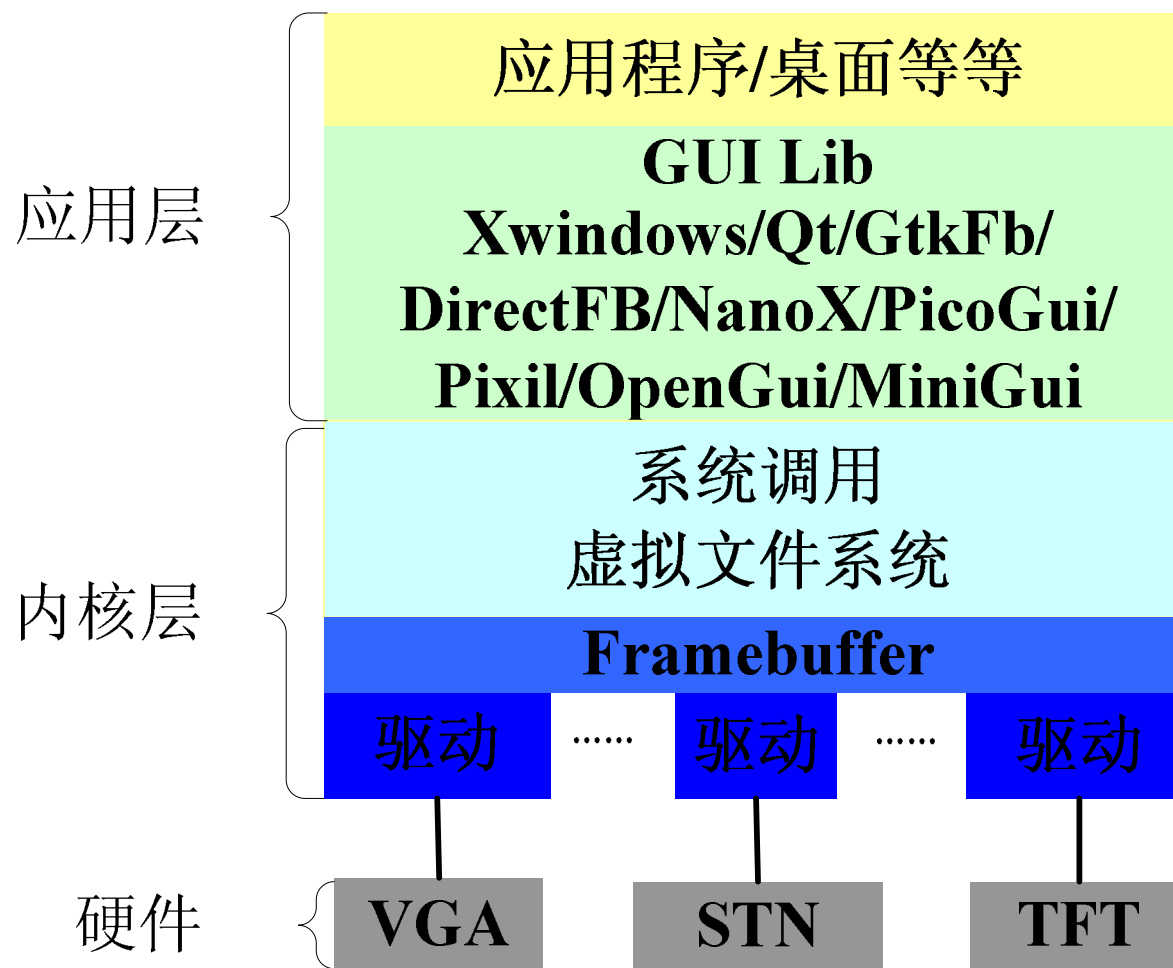 应用程序/桌面等等
应用层
GUI Lib
Xwindows/Qt/GtkFb/
DirectFB/NanoX/PicoGui/
Pixil/OpenGui/MiniGui
内核层
系统调用
虚拟文件系统
Framebuffer
驱动 …… 驱动 …… 驱动
硬件 VGA STN TFT